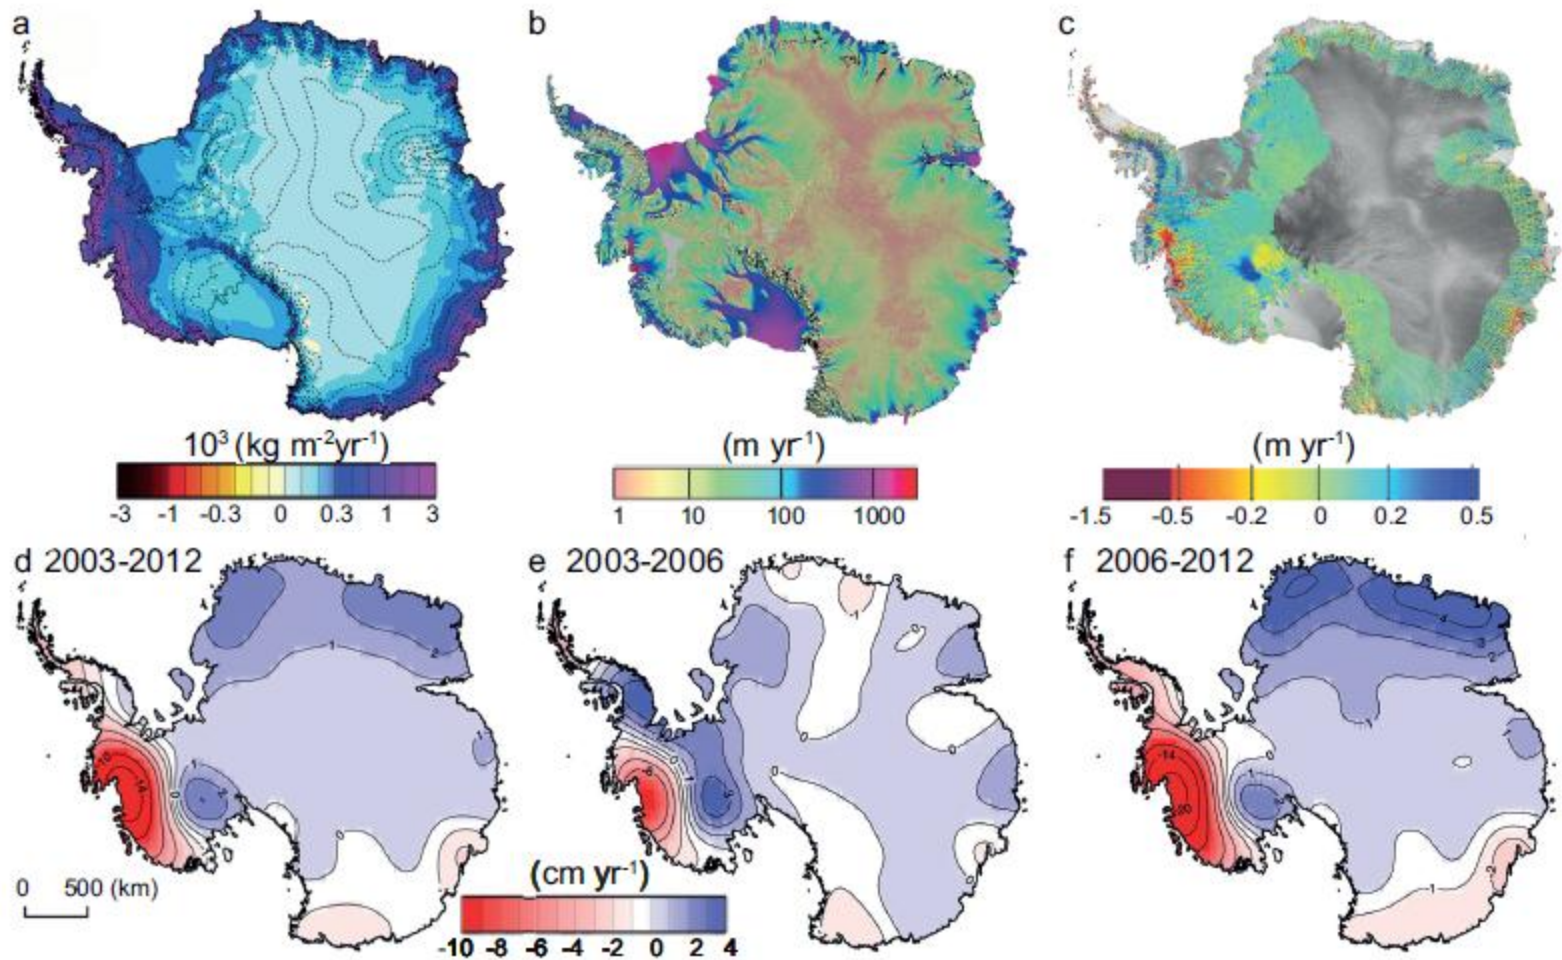 a
b
c
10³ (kg m⁻²yr⁻¹)
-3 -1 -0.3 0 0.3 1 3
(m yr⁻¹)
1 10 100 1000
(m yr⁻¹)
-1.5 -0.5 -0.2 0 0.2 0.5
d 2003-2012
e 2003-2006
f 2006-2012
0 500 (km)
(cm yr⁻¹)
-10 -8 -6 -4 -2 0 2 4